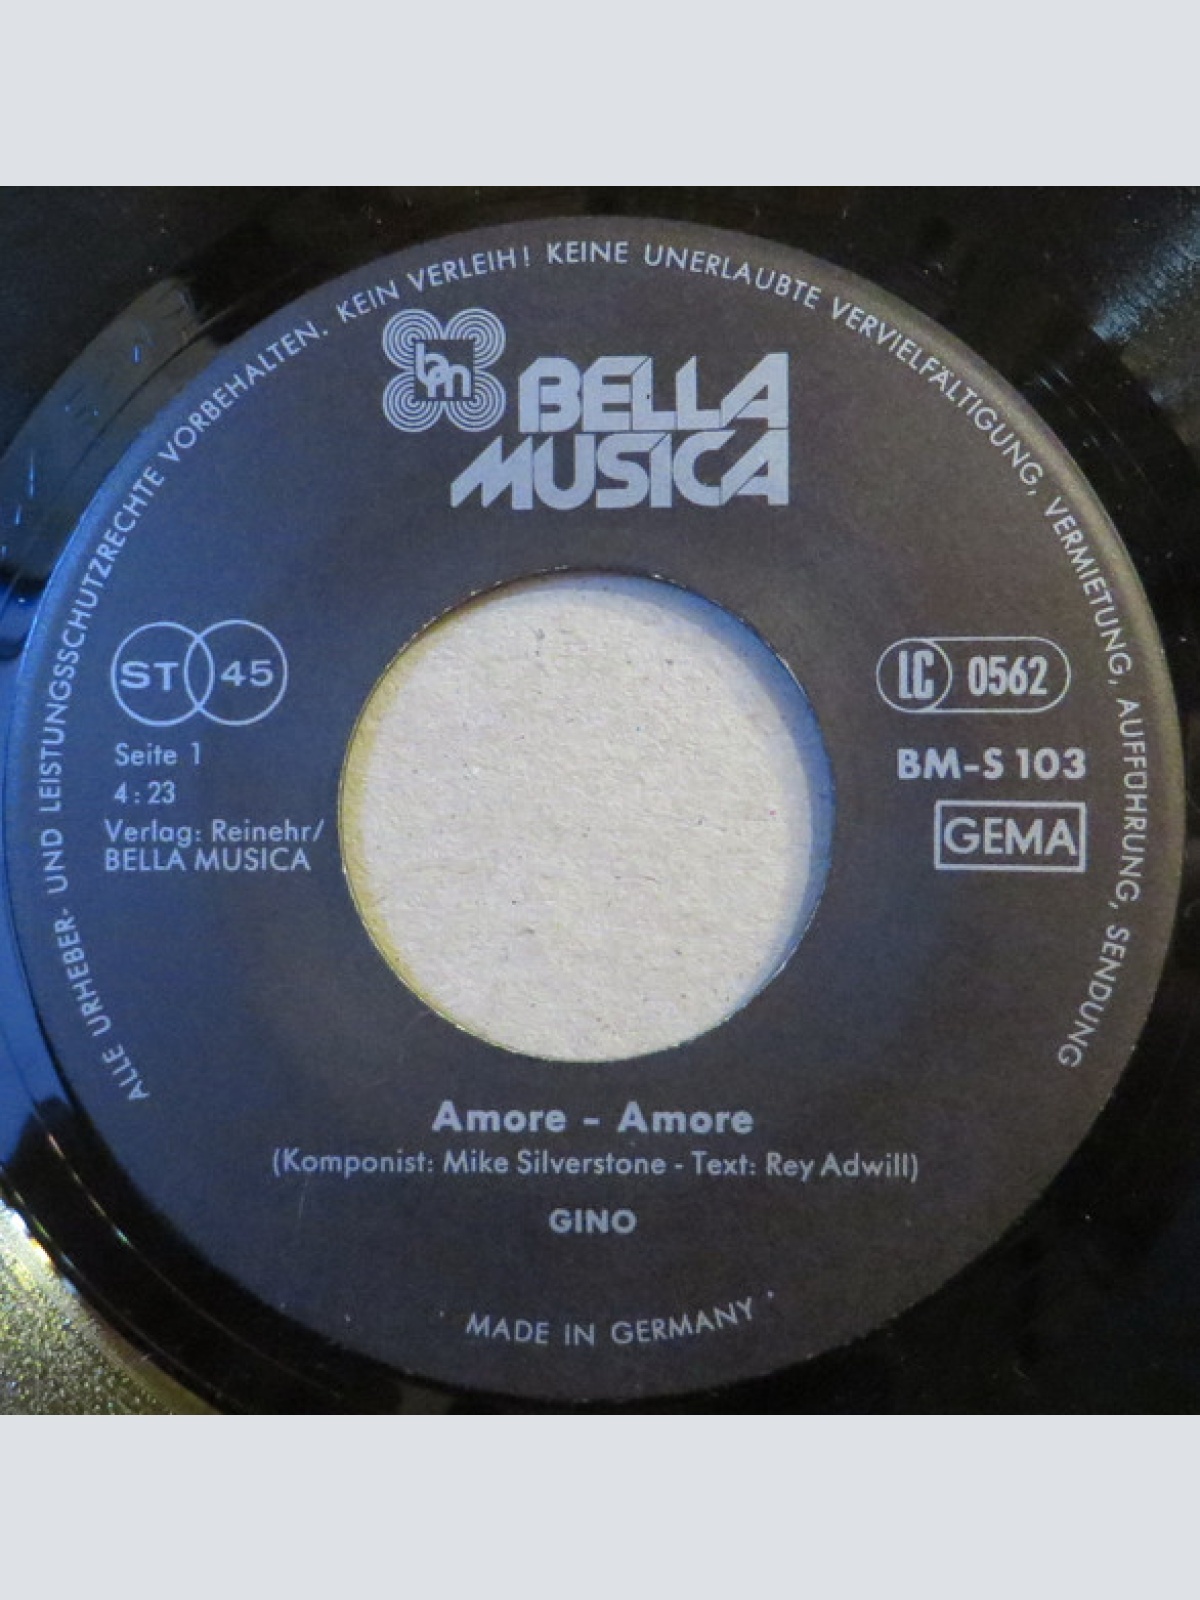 ALLE URHEBER- UND LEISTUNGSSCHUTZRECHTE VORBEHALTEN. KEIN VERLEIH! KEINE UNERLAUBTE VERVIELFÄLTIGUNG, VERMIETUNG, AUFFÜHRUNG, SENDUNG
bm
BELLA
MUSICA
ST 45
Seite 1
4:23
Verlag: Reinehr/
BELLA MUSICA
LC 0562
BM-S 103
GEMA
Amore - Amore
(Komponist: Mike Silverstone - Text: Rey Adwill)
GINO
MADE IN GERMANY